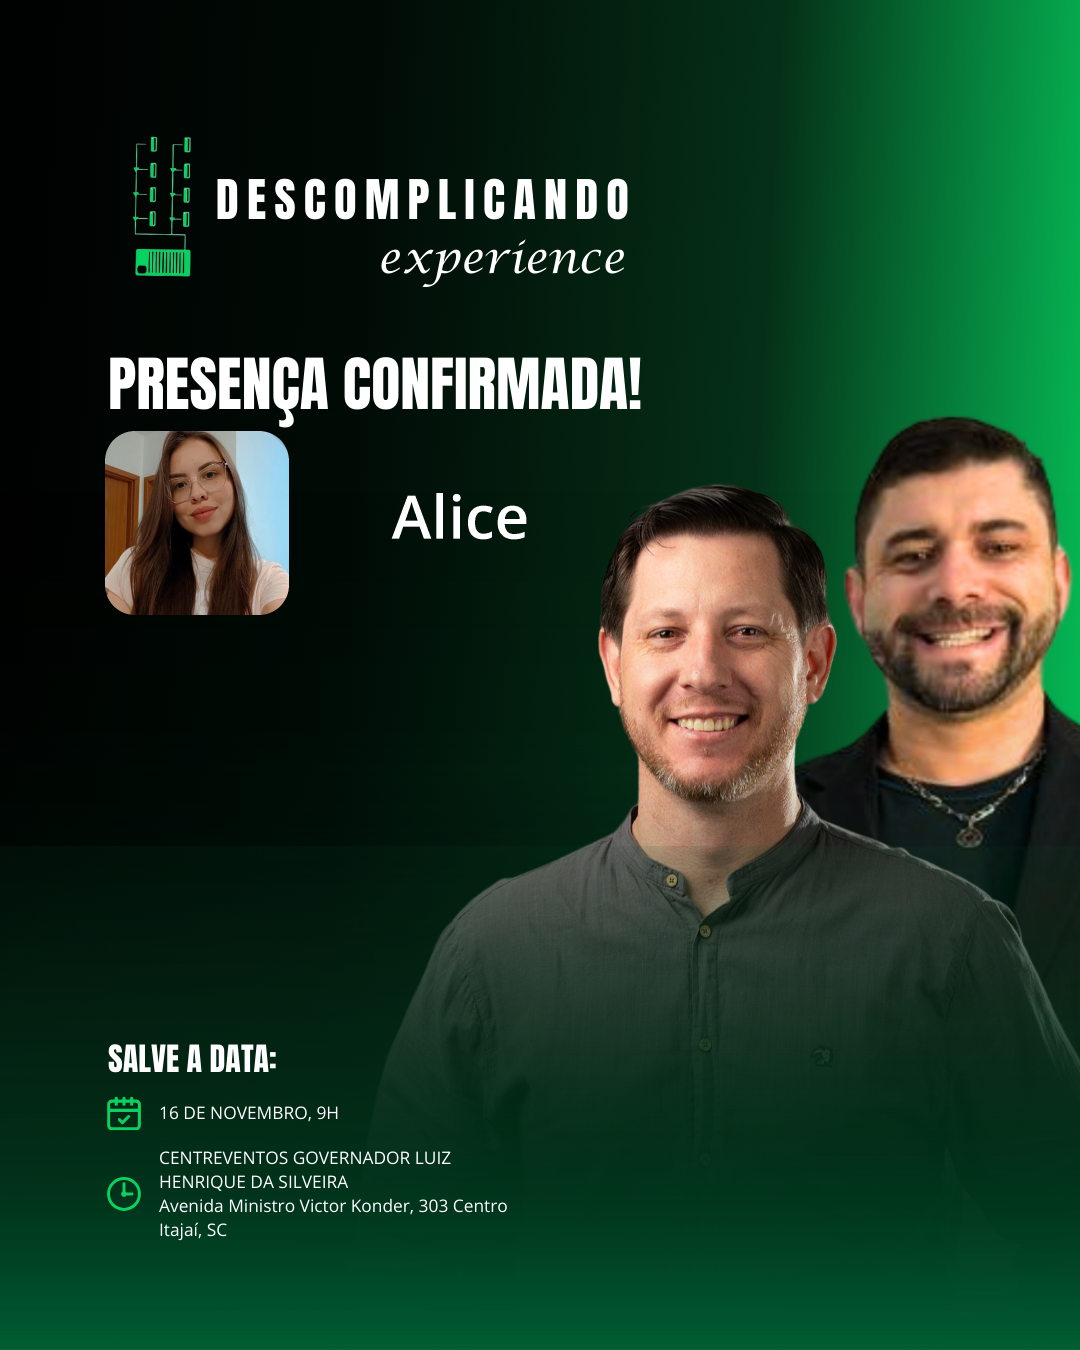 DESCOMPLICANDO
experience
PRESENÇA CONFIRMADA!
Alice
SALVE A DATA:
16 DE NOVEMBRO, 9H
CENTREVENTOS GOVERNADOR LUIZ
HENRIQUE DA SILVEIRA
Avenida Ministro Victor Konder, 303 Centro
Itajaí, SC